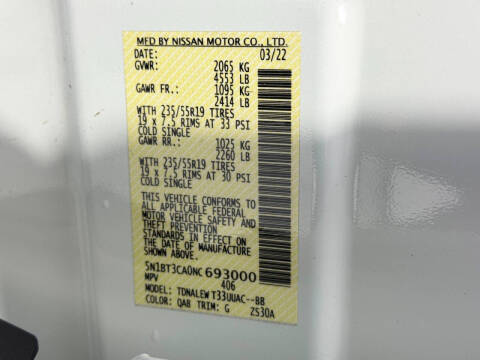 MFD BY NISSAN MOTOR CO., LTD.
DATE: 03/22
GVWR: 2065 KG
4553 LB
GAWR FR.: 1095 KG
2414 LB
WITH 235/55R19 TIRES
19 x 7.5 RIMS AT 33 PSI
COLD SINGLE
GAWR RR.: 1025 KG
2260 LB
WITH 235/55R19 TIRES
19 x 7.5 RIMS AT 30 PSI
COLD SINGLE
THIS VEHICLE CONFORMS TO
ALL APPLICABLE FEDERAL
MOTOR VEHICLE SAFETY AND
THEFT PREVENTION
STANDARDS IN EFFECT ON
THE DATE OF MANUFACTURE
SHOWN ABOVE.
5N1BT3CA0NC 693000
MPV 406
MODEL: TDNALEW T33UUAC--BB
COLOR: QAB TRIM: G 2S30A